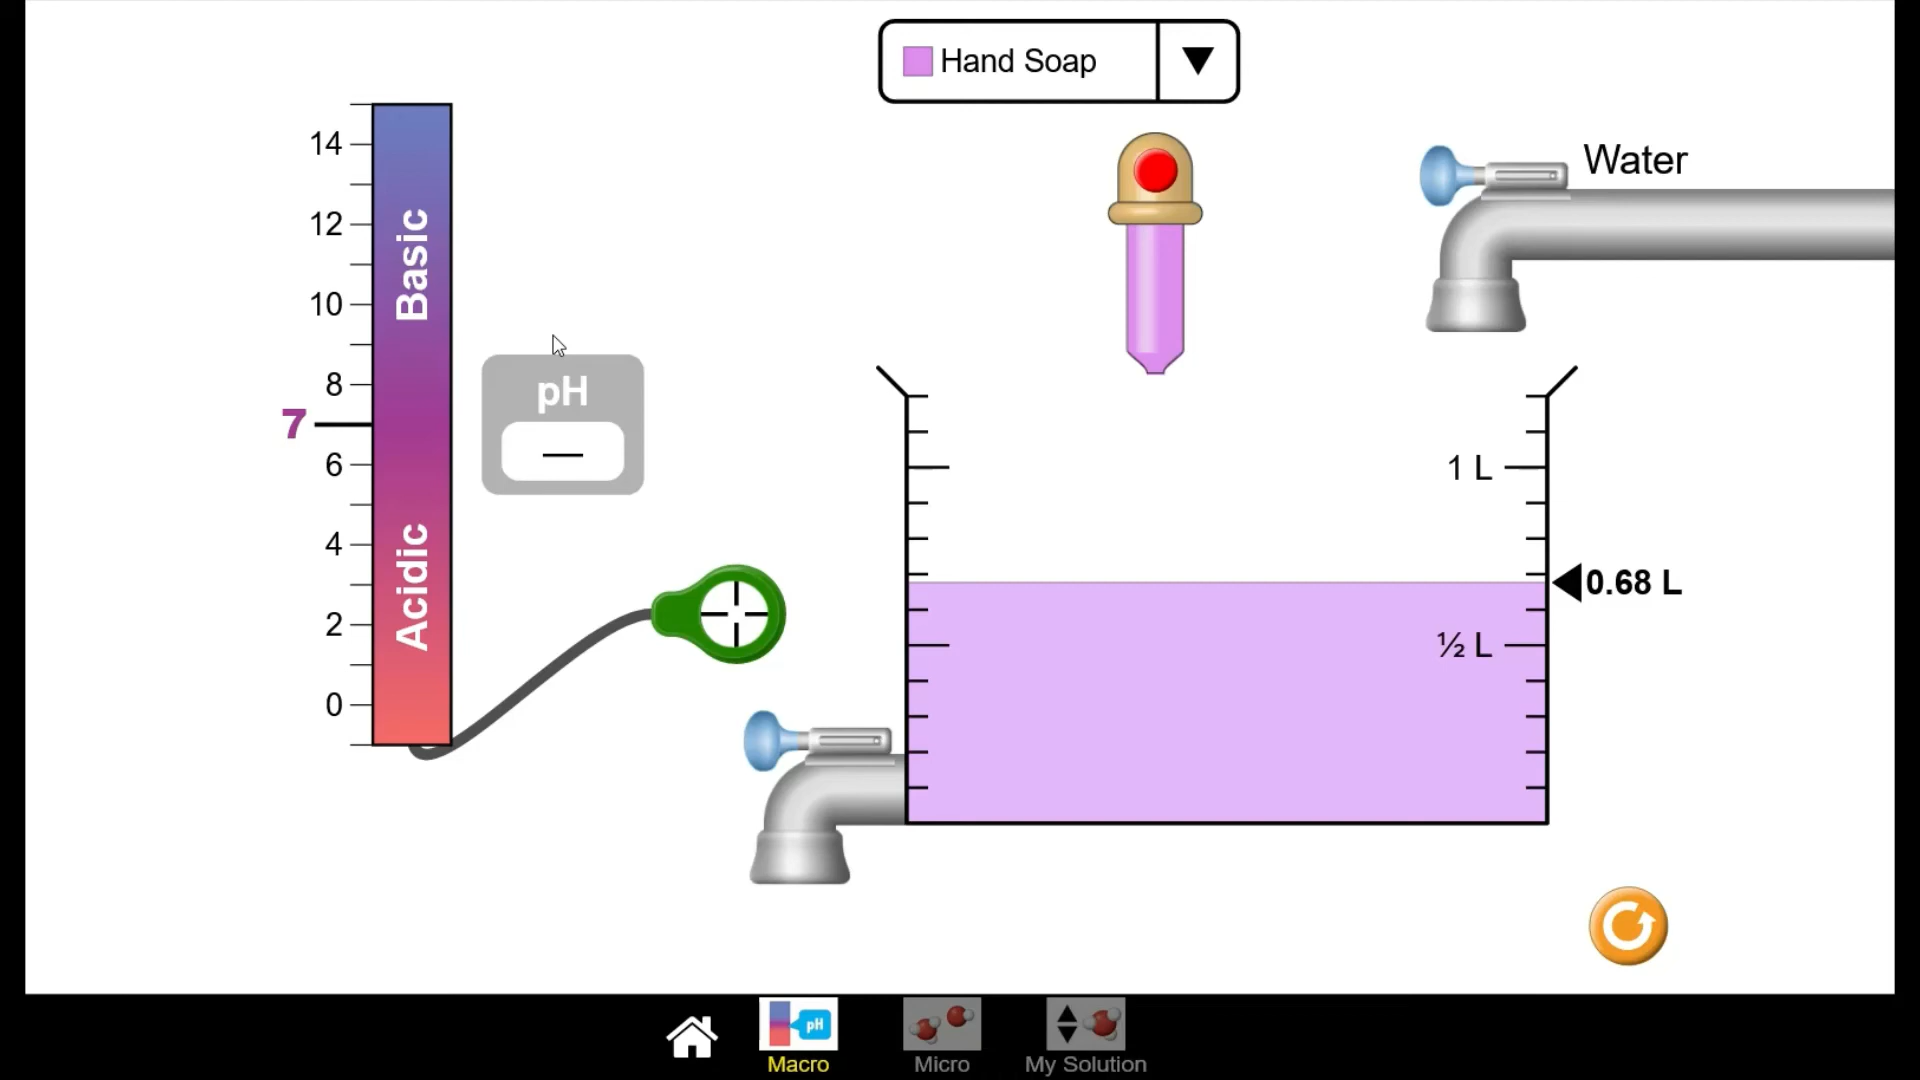 Hand Soap
Water
14
12
10
8
7
6
4
2
0
Basic
Acidic
pH
—
1 L
½ L
0.68 L
pH
Macro
Micro
My Solution